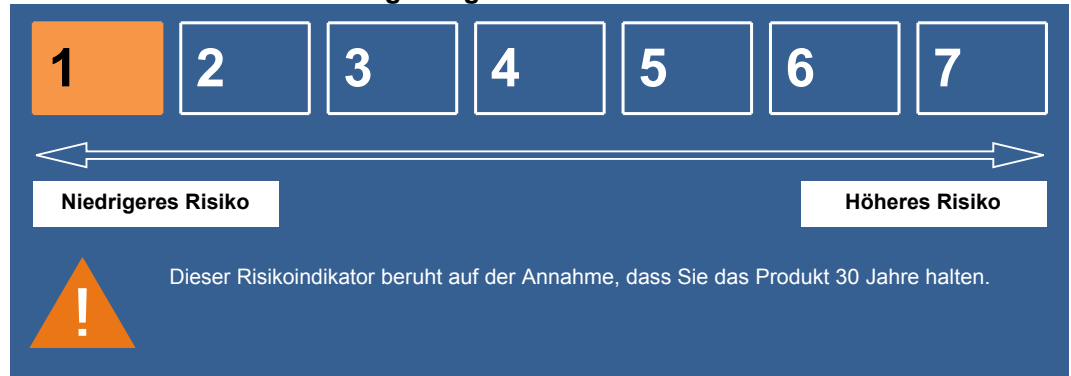 1 2 3 4 5 6 7
Niedrigeres Risiko Höheres Risiko
! Dieser Risikoindikator beruht auf der Annahme, dass Sie das Produkt 30 Jahre halten.